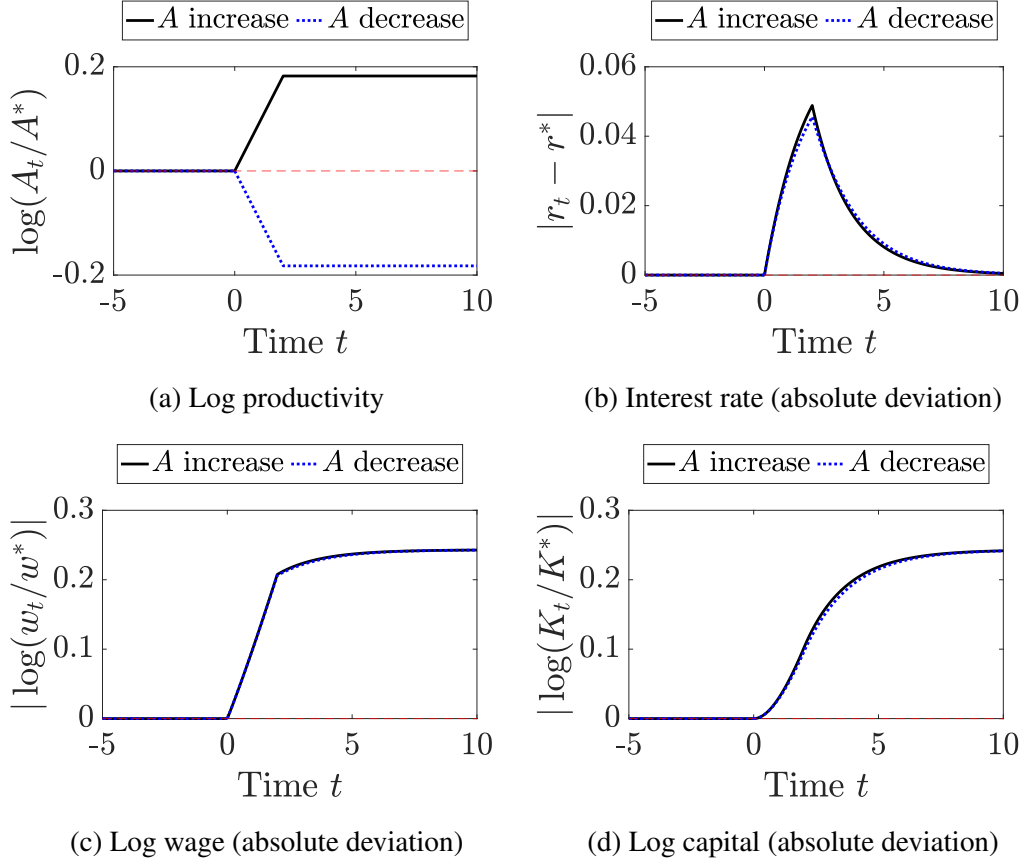 A increase A decrease
0.2
0
-0.2
log(A_t/A*)
-5 0 5 10
Time t
(a) Log productivity
A increase A decrease
0.06
0.04
0.02
0
|r_t − r*|
-5 0 5 10
Time t
(b) Interest rate (absolute deviation)
A increase A decrease
0.3
0.2
0.1
0
| log(w_t/w*)|
-5 0 5 10
Time t
(c) Log wage (absolute deviation)
A increase A decrease
0.3
0.2
0.1
0
| log(K_t/K*)|
-5 0 5 10
Time t
(d) Log capital (absolute deviation)